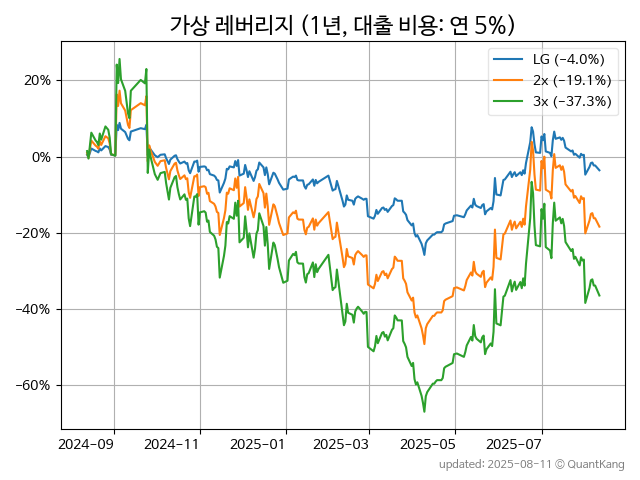 가상 레버리지 (1년, 대출 비용: 연 5%)
LG (−4.0%)
2x (−19.1%)
3x (−37.3%)
20%
0%
−20%
−40%
−60%
2024-09 2024-11 2025-01 2025-03 2025-05 2025-07
updated: 2025-08-11 © QuantKang